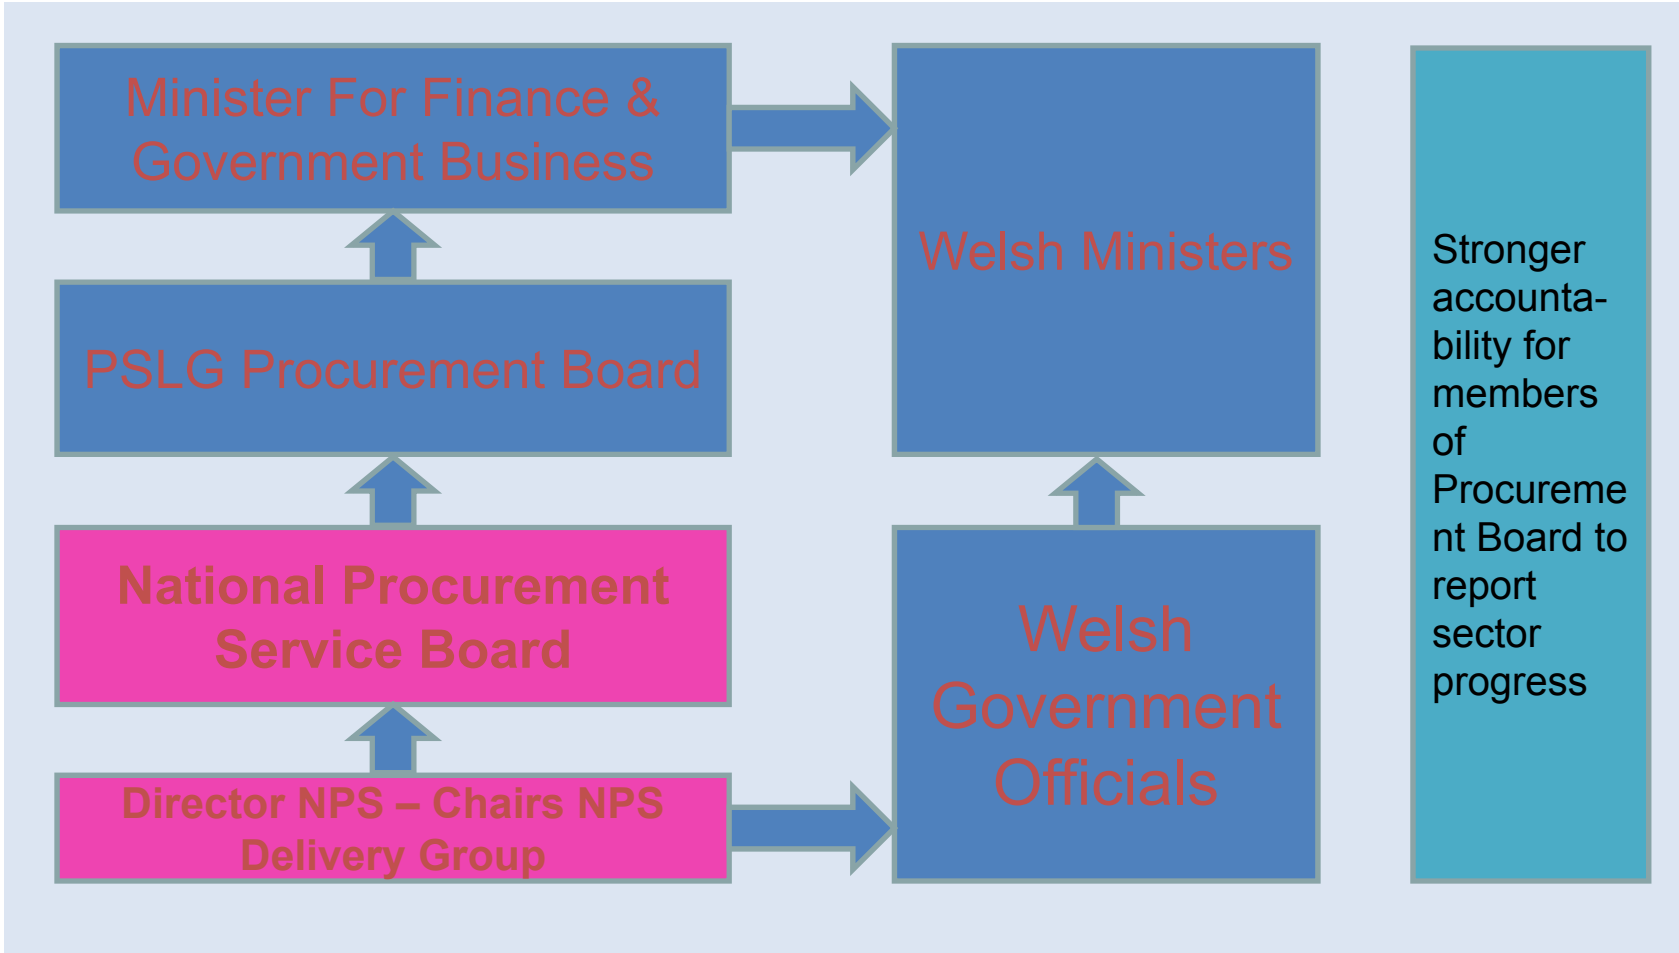 Minister For Finance &
Government Business
Welsh Ministers
PSLG Procurement Board
National Procurement
Service Board
Director NPS – Chairs NPS
Delivery Group
Welsh
Government
Officials
Stronger
accounta-
bility for
members
of
Procureme
nt Board to
report
sector
progress